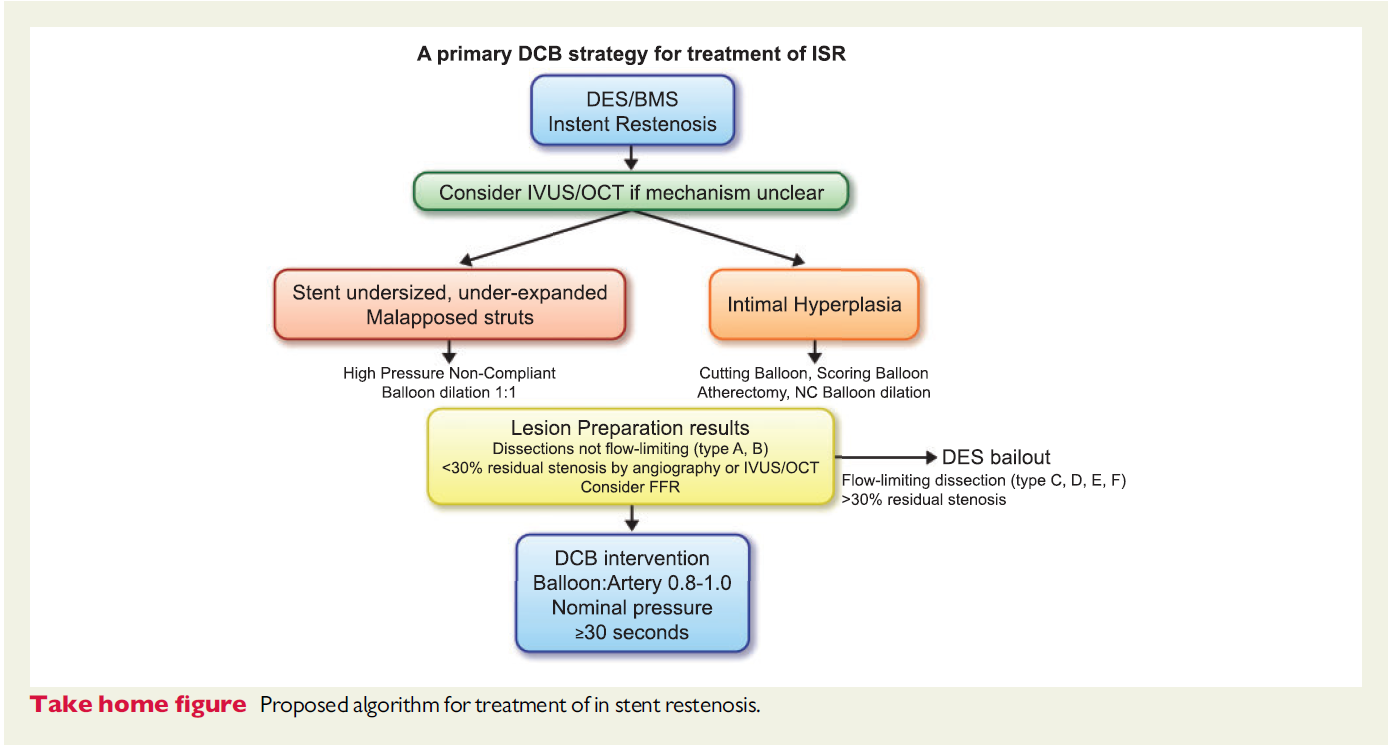 A primary DCB strategy for treatment of ISR
DES/BMS
Instent Restenosis
Consider IVUS/OCT if mechanism unclear
Stent undersized, under-expanded
Malapposed struts
Intimal Hyperplasia
High Pressure Non-Compliant
Balloon dilation 1:1
Cutting Balloon, Scoring Balloon
Atherectomy, NC Balloon dilation
Lesion Preparation results
Dissections not flow-limiting (type A, B)
<30% residual stenosis by angiography or IVUS/OCT
Consider FFR
DES bailout
Flow-limiting dissection (type C, D, E, F)
>30% residual stenosis
DCB intervention
Balloon:Artery 0.8-1.0
Nominal pressure
≥30 seconds
Take home figure Proposed algorithm for treatment of in stent restenosis.